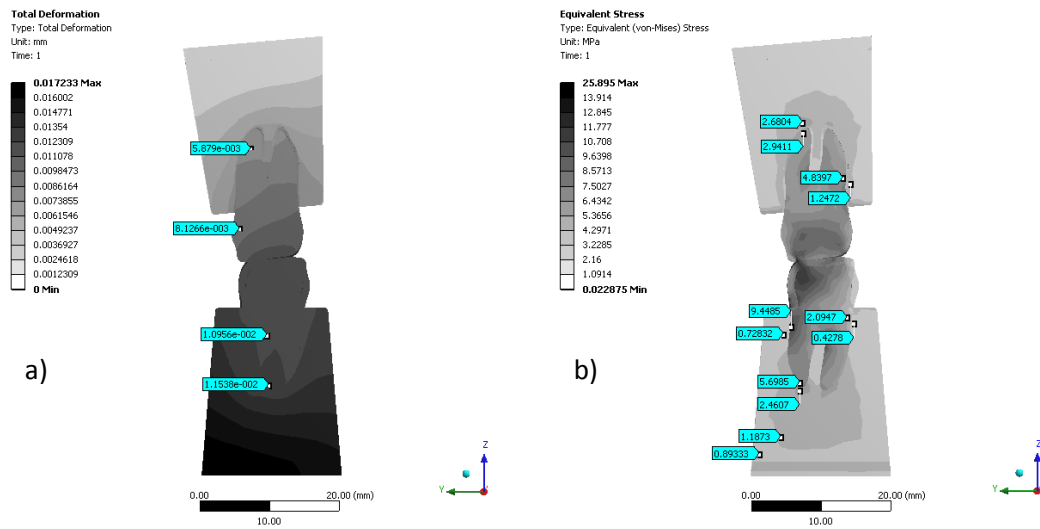 Total Deformation
Type: Total Deformation
Unit: mm
Time: 1
0.017233 Max
0.016002
0.014771
0.01354
0.012309
0.011078
0.0098473
0.0086164
0.0073855
0.0061546
0.0049237
0.0036927
0.0024618
0.0012309
0 Min
5.879e-003
8.1266e-003
1.0956e-002
1.1538e-002
a)
Z
Y
0.00
20.00 (mm)
10.00
Equivalent Stress
Type: Equivalent (von-Mises) Stress
Unit: MPa
Time: 1
25.895 Max
13.914
12.845
11.777
10.708
9.6398
8.5713
7.5027
6.4342
5.3656
4.2971
3.2285
2.16
1.0914
0.022875 Min
2.6804
2.9411
4.8397
1.2472
9.4485
2.0947
0.72832
0.4278
5.6985
2.4607
1.1873
0.89333
b)
Z
Y
0.00
20.00 (mm)
10.00